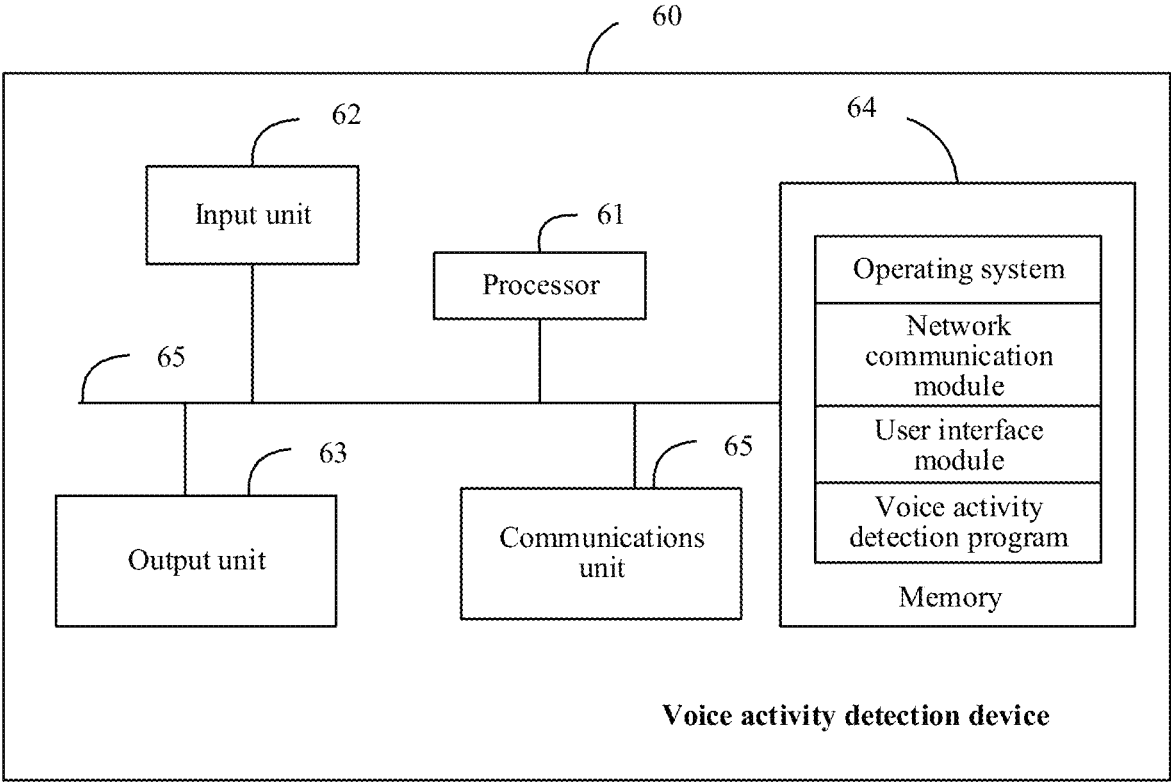 60
62
64
Input unit
61
Processor
Operating system
Network
communication
module
65
User interface
module
63
65
Voice activity
detection program
Output unit
Communications
unit
Memory
Voice activity detection device